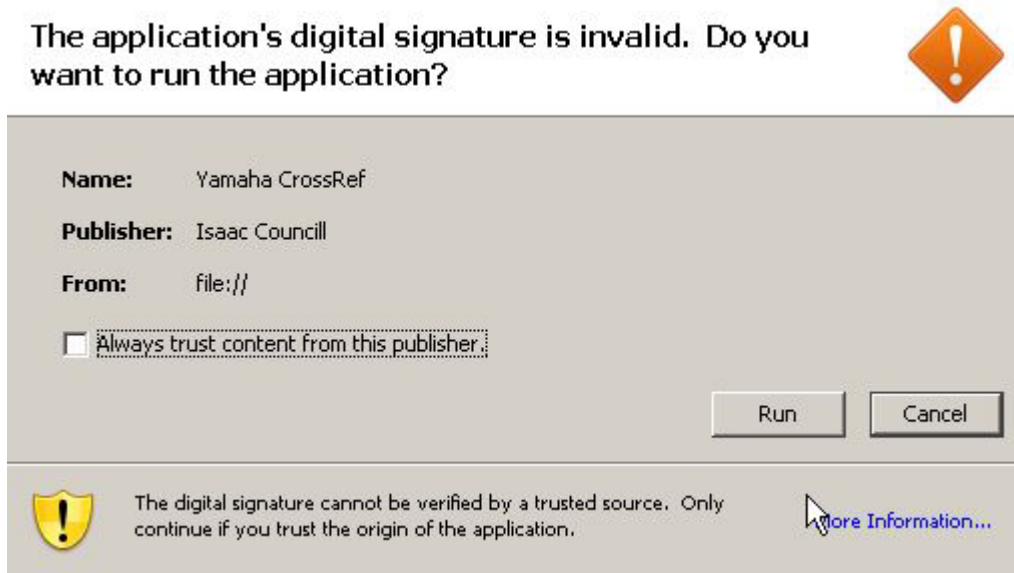 The application's digital signature is invalid. Do you
want to run the application?
Name: Yamaha CrossRef
Publisher: Isaac Councill
From: file://
Always trust content from this publisher.
Run Cancel
The digital signature cannot be verified by a trusted source. Only
continue if you trust the origin of the application.
More Information...